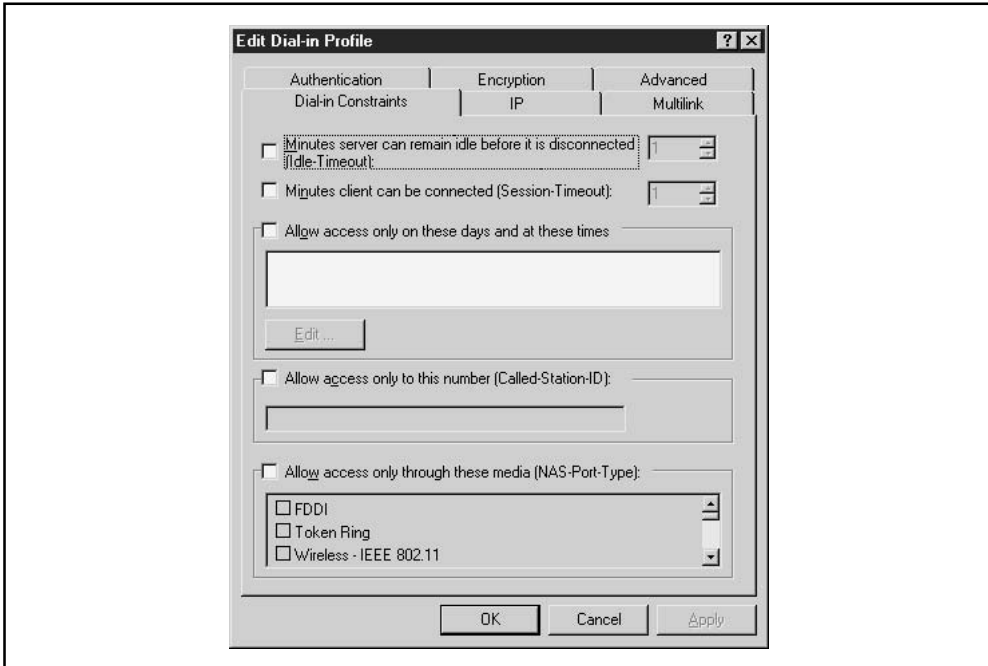 Edit Dial-in Profile
Authentication Encryption Advanced
Dial-in Constraints IP Multilink
Minutes server can remain idle before it is disconnected
(Idle-Timeout): 1
Minutes client can be connected (Session-Timeout): 1
Allow access only on these days and at these times
Edit ...
Allow access only to this number (Called-Station-ID):
Allow access only through these media (NAS-Port-Type):
FDDI
Token Ring
Wireless - IEEE 802.11
OK Cancel Apply